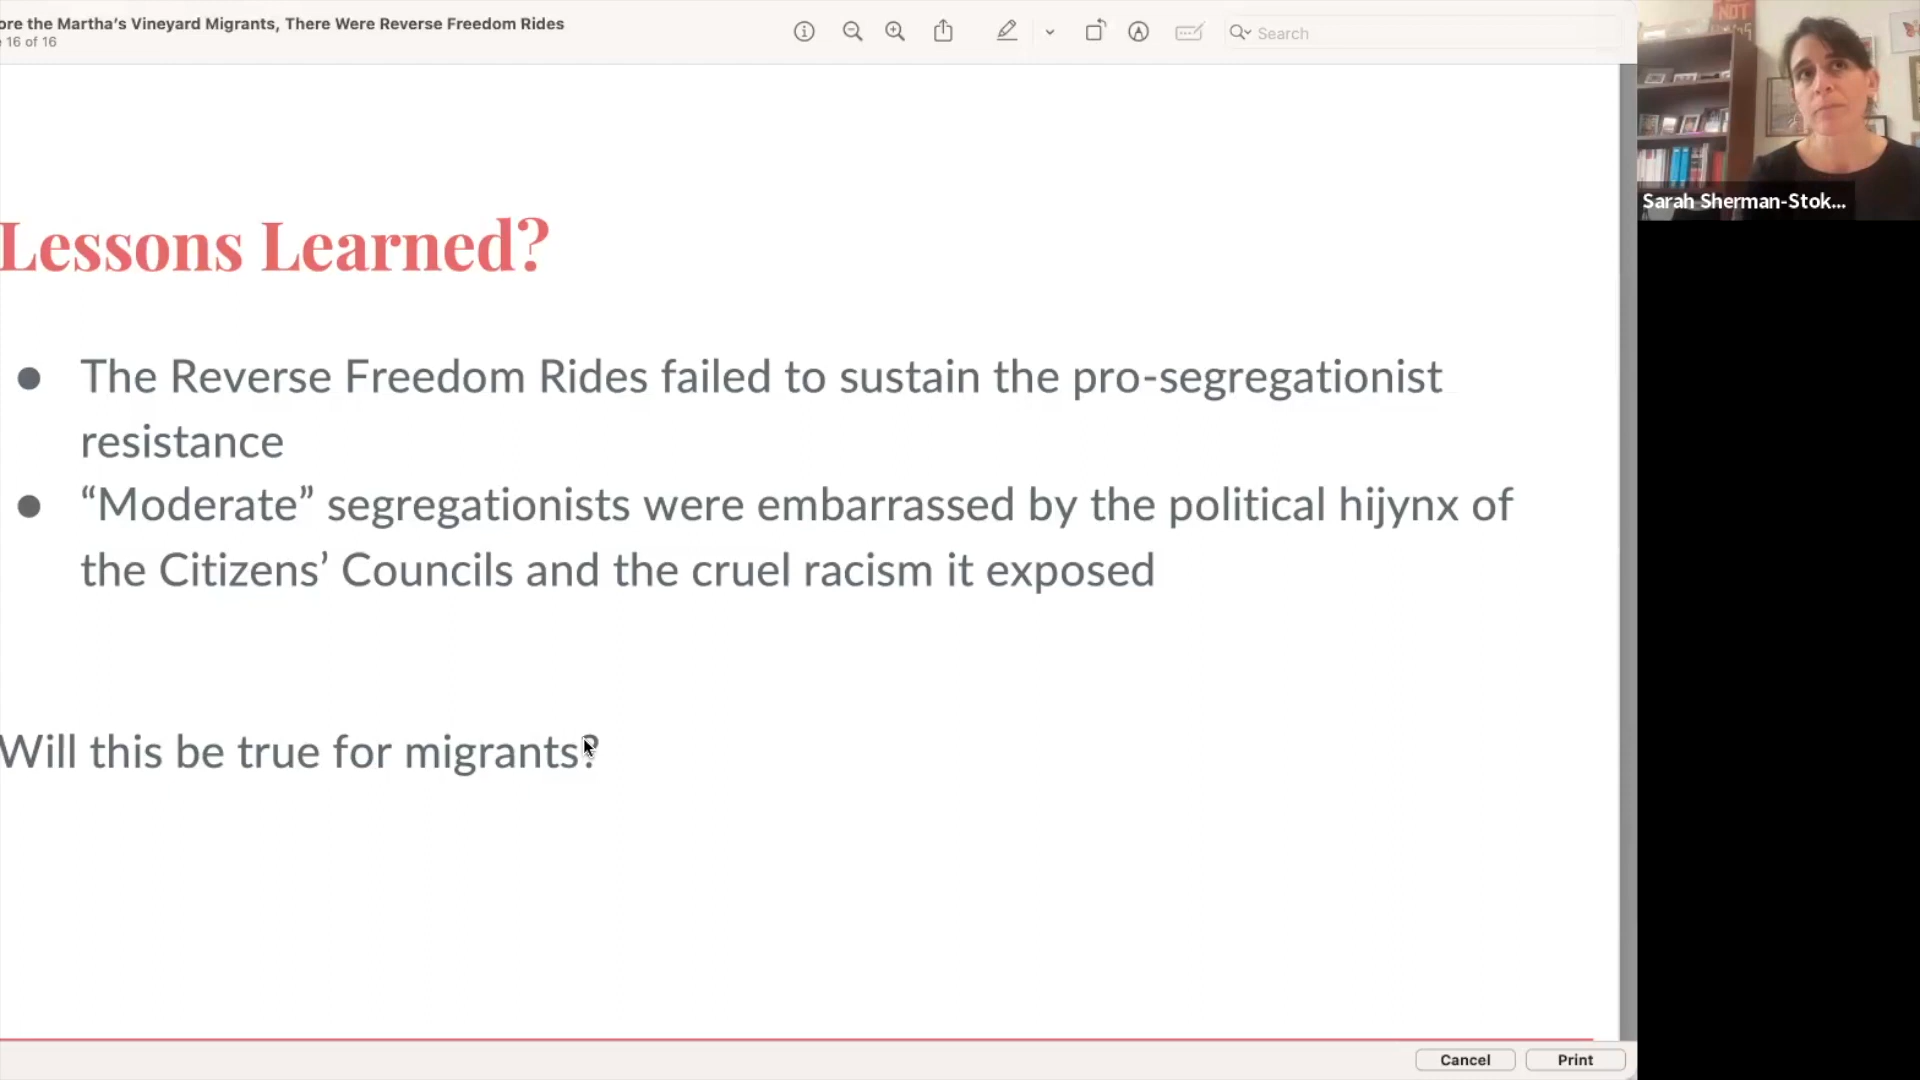 ore the Martha’s Vineyard Migrants, There Were Reverse Freedom Rides
16 of 16
Search
NOT
Sarah Sherman-Stok...
Lessons Learned?
● The Reverse Freedom Rides failed to sustain the pro-segregationist
resistance
● “Moderate” segregationists were embarrassed by the political hijynx of
the Citizens’ Councils and the cruel racism it exposed
Will this be true for migrants?
Cancel
Print